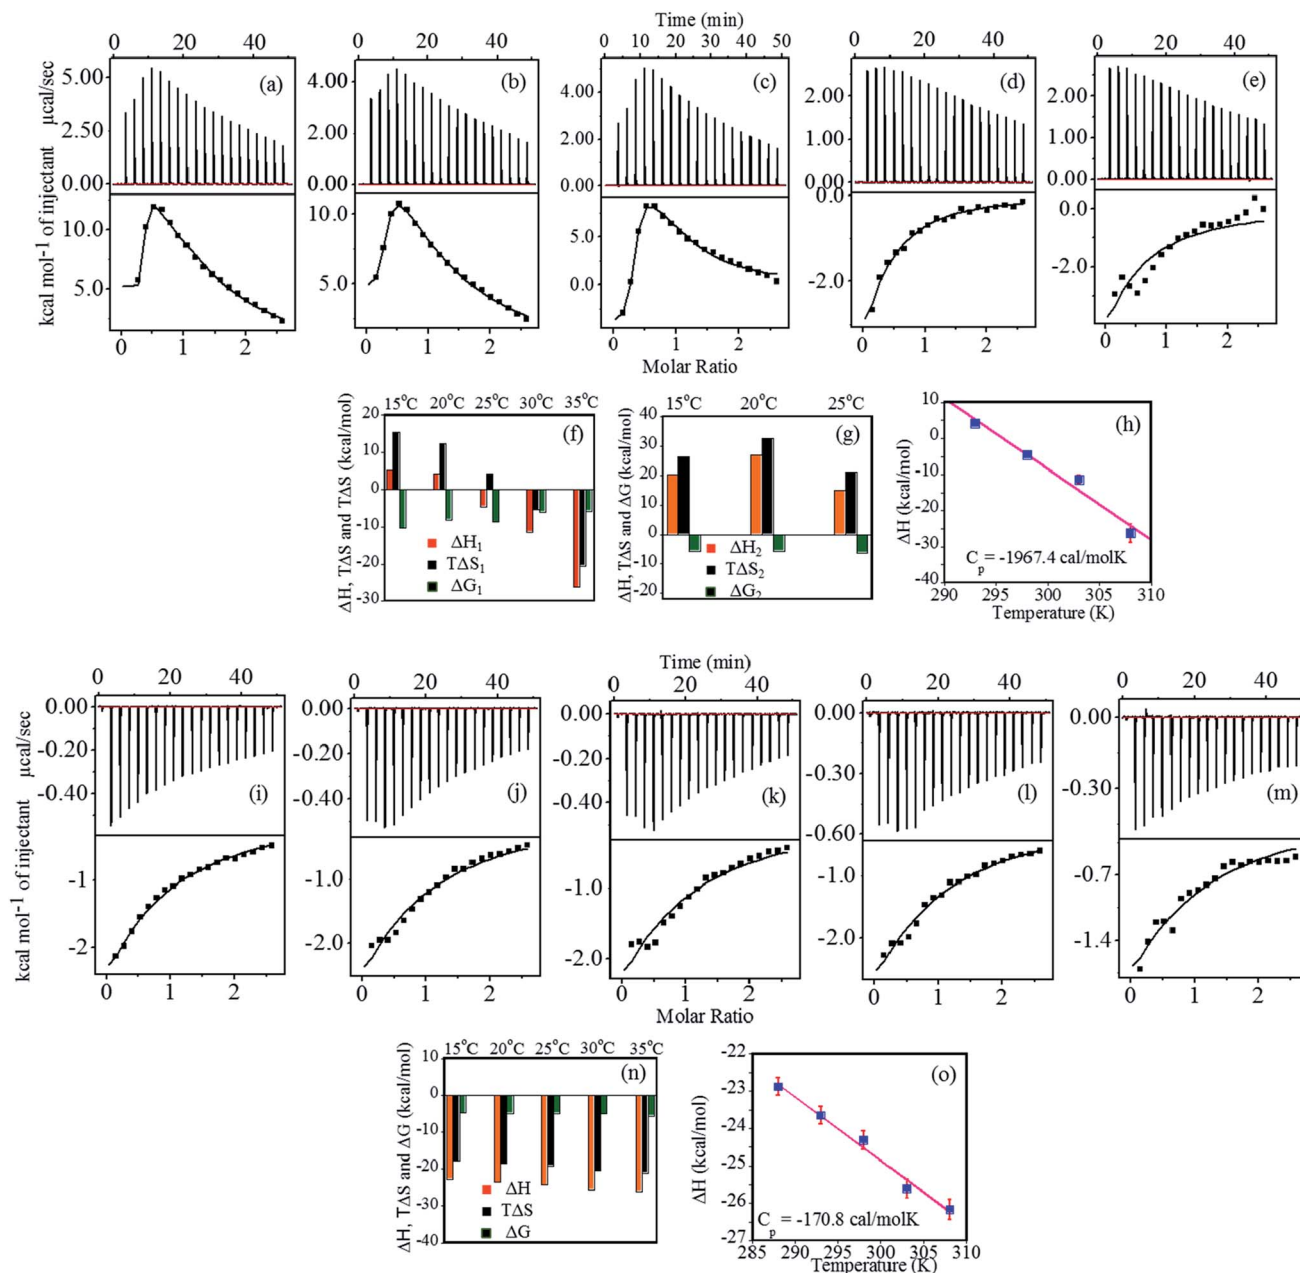 Time (min)
0 20 40
0 20 40
0 10 20 30 40 50
0 20 40
0 20 40
kcal mol-1 of injectant μcal/sec
5.00
2.50
0.00
10.0
5.0
(a)
0 1 2
4.00
2.00
0.00
10.0
5.0
(b)
0 1 2
4.00
2.00
0.00
5.0
0.0
(c)
0 1 2
2.00
1.00
0.00
0.0
-2.0
(d)
0 1 2
2.00
1.00
0.00
0.0
-2.0
(e)
0 1 2
Molar Ratio
15°C 20°C 25°C 30°C 35°C
ΔH, TΔS and TΔS (kcal/mol)
20
10
0
-10
-20
-30
(f)
ΔH1
TΔS1
ΔG1
15°C 20°C 25°C
ΔH, TΔS and ΔG (kcal/mol)
40
30
20
10
0
-10
-20
(g)
ΔH2
TΔS2
ΔG2
ΔH (kcal/mol)
10
0
-10
-20
-30
-40
(h)
Cp = -1967.4 cal/molK
290 295 300 305 310
Temperature (K)
Time (min)
0 20 40
0 20 40
0 20 40
0 20 40
0 20 40
kcal mol-1 of injectant μcal/sec
0.00
-0.20
-0.40
-1
-2
(i)
0 1 2
0.00
-0.20
-0.40
-1.0
-2.0
(j)
0 1 2
0.00
-0.20
-0.40
-1.0
-2.0
(k)
0 1 2
0.00
-0.30
-0.60
-1.0
-2.0
(l)
0 1 2
0.00
-0.30
-0.7
-1.4
(m)
0 1 2
Molar Ratio
15°C 20°C 25°C 30°C 35°C
ΔH, TΔS and ΔG (kcal/mol)
10
0
-10
-20
-30
-40
(n)
ΔH
TΔS
ΔG
ΔH (kcal/mol)
-22
-23
-24
-25
-26
-27
(o)
Cp = -170.8 cal/molK
285 290 295 300 305 310
Temperature (K)